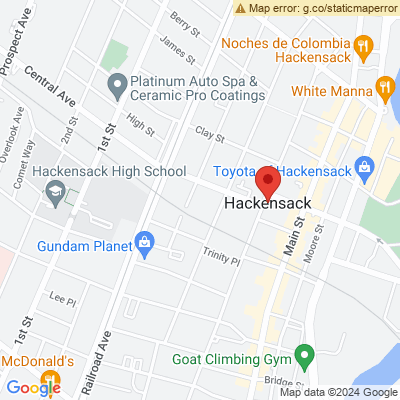 Map error: g.co/staticmaperror
Berry St
Prospect Ave
James St
Noches de Colombia
Hackensack
Platinum Auto Spa &
Ceramic Pro Coatings
White Manna
Central Ave
Overlook Ave
2nd St
1st St
High St
Clay St
Comet Way
Hackensack High School
Toyota of Hackensack
Hackensack
Main St
Moore St
Gundam Planet
Trinity Pl
Lee Pl
1st St
Railroad Ave
McDonald's
Goat Climbing Gym
Bridge St
Google
Map data ©2024 Google